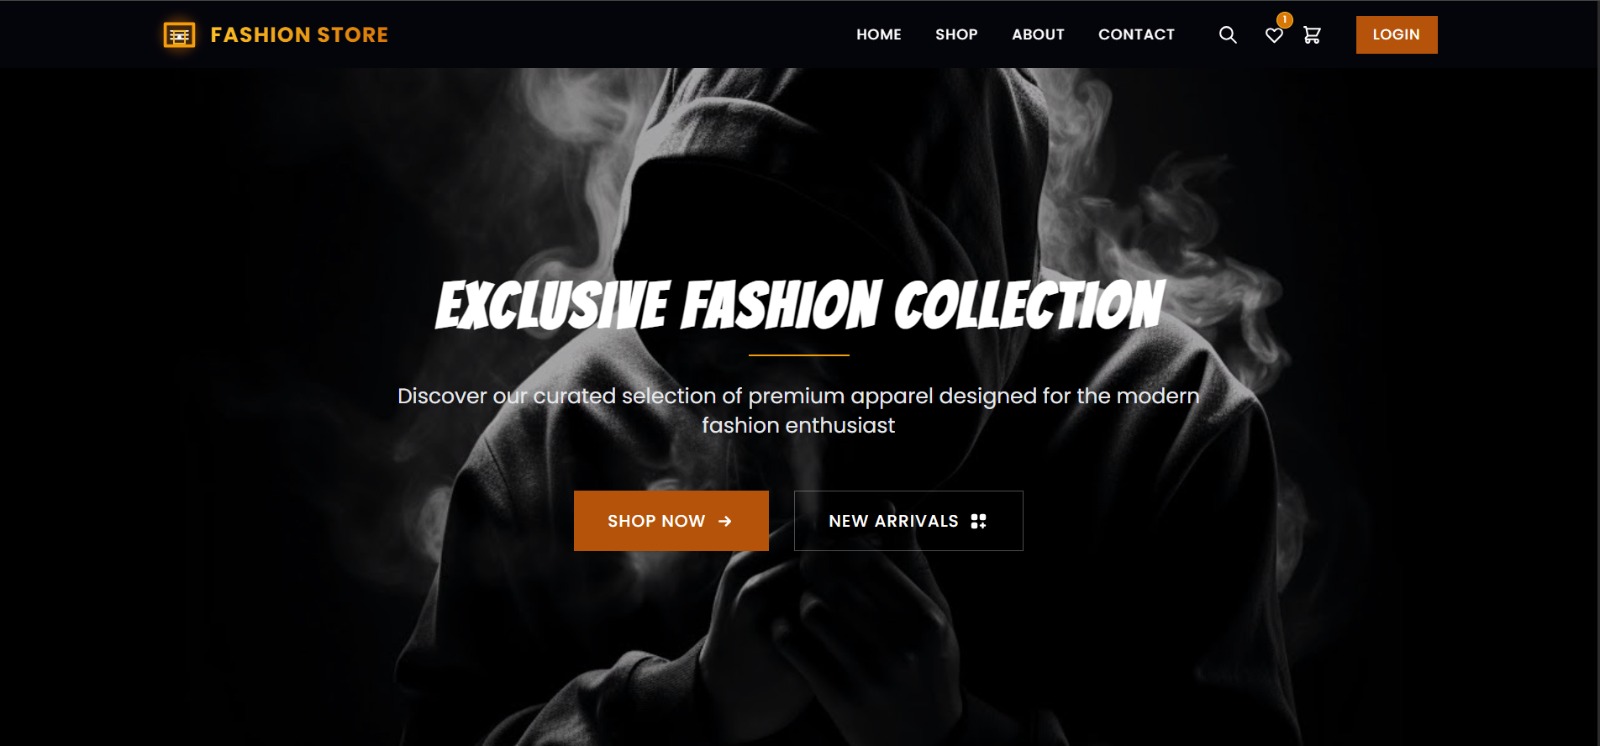 FASHION STORE
HOME SHOP ABOUT CONTACT 1 LOGIN
EXCLUSIVE FASHION COLLECTION
Discover our curated selection of premium apparel designed for the modern
fashion enthusiast
SHOP NOW
NEW ARRIVALS